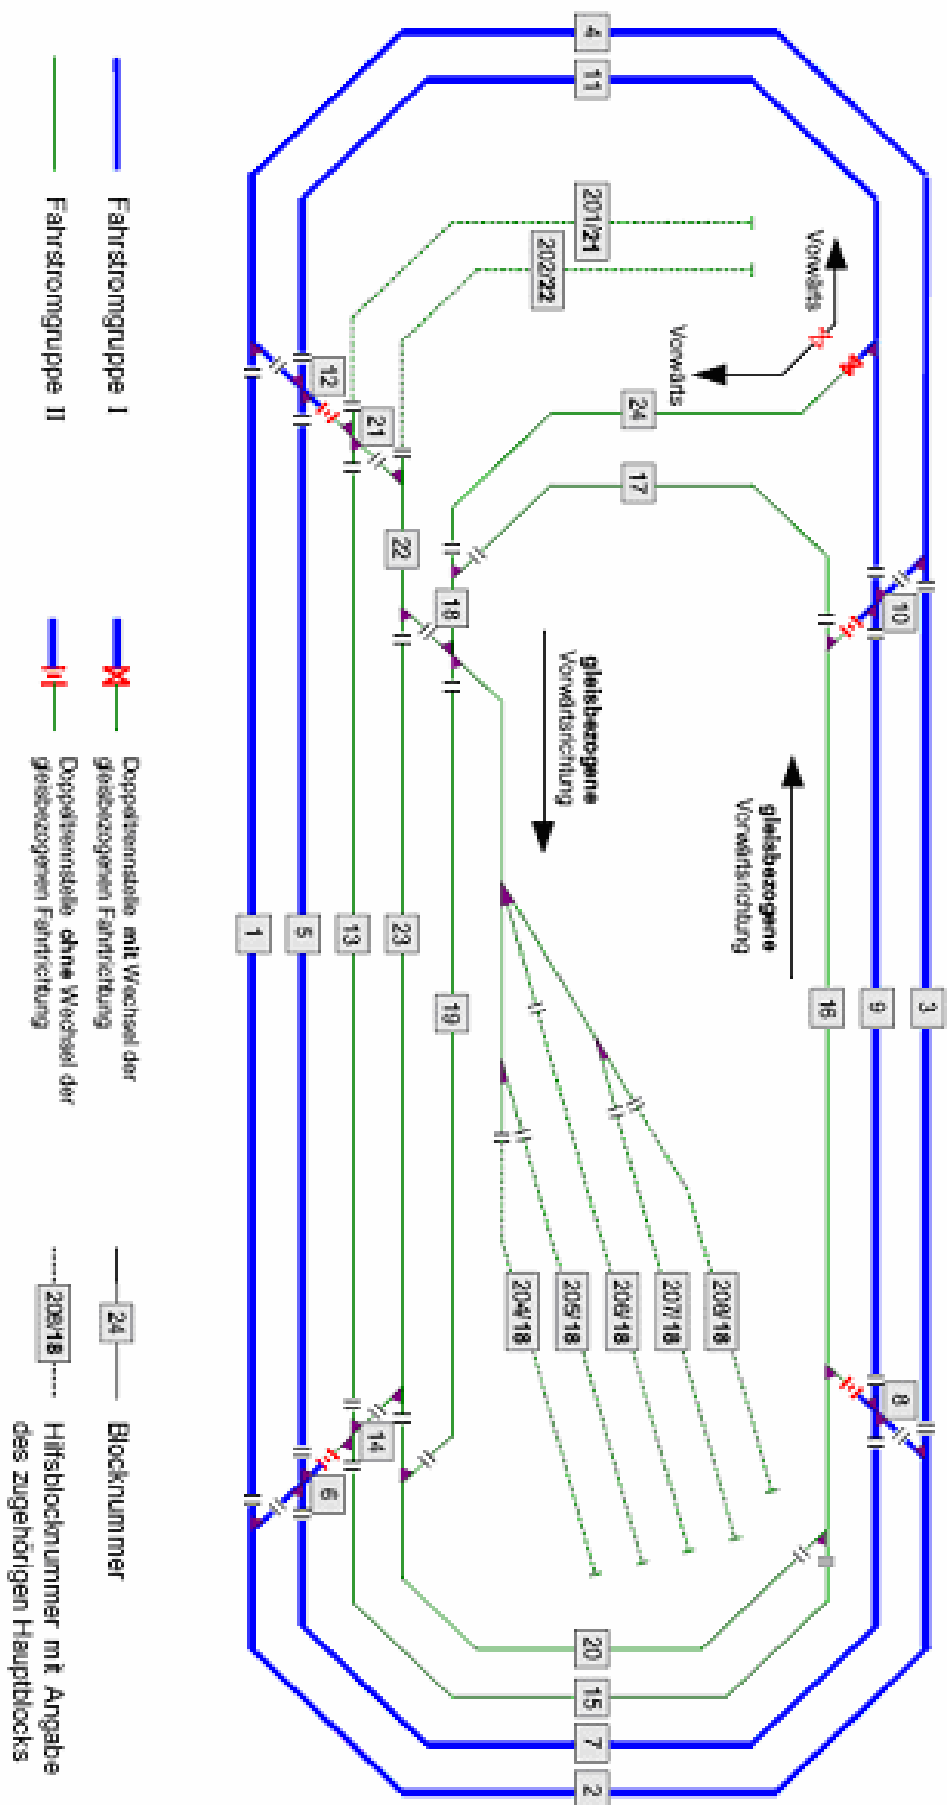 4
11
201/21
202/22
Vorwärts
Vorwärts
24
17
12
21
22
18
10
gleisbezogene
Vorwärtsrichtung
gleisbezogene
Vorwärtsrichtung
1
5
13
23
19
16
9
3
204/18
205/18
206/18
207/18
208/18
8
14
6
20
15
7
2
Fahrstromgruppe I
Fahrstromgruppe II
Doppeltrennstelle mit Wechsel der
gleisbezogenen Fahrtrichtung
Doppeltrennstelle ohne Wechsel der
gleisbezogenen Fahrtrichtung
24
Blocknummer
206/18
Hilfsblocknummer mit Angabe
des zugehörigen Hauptblocks